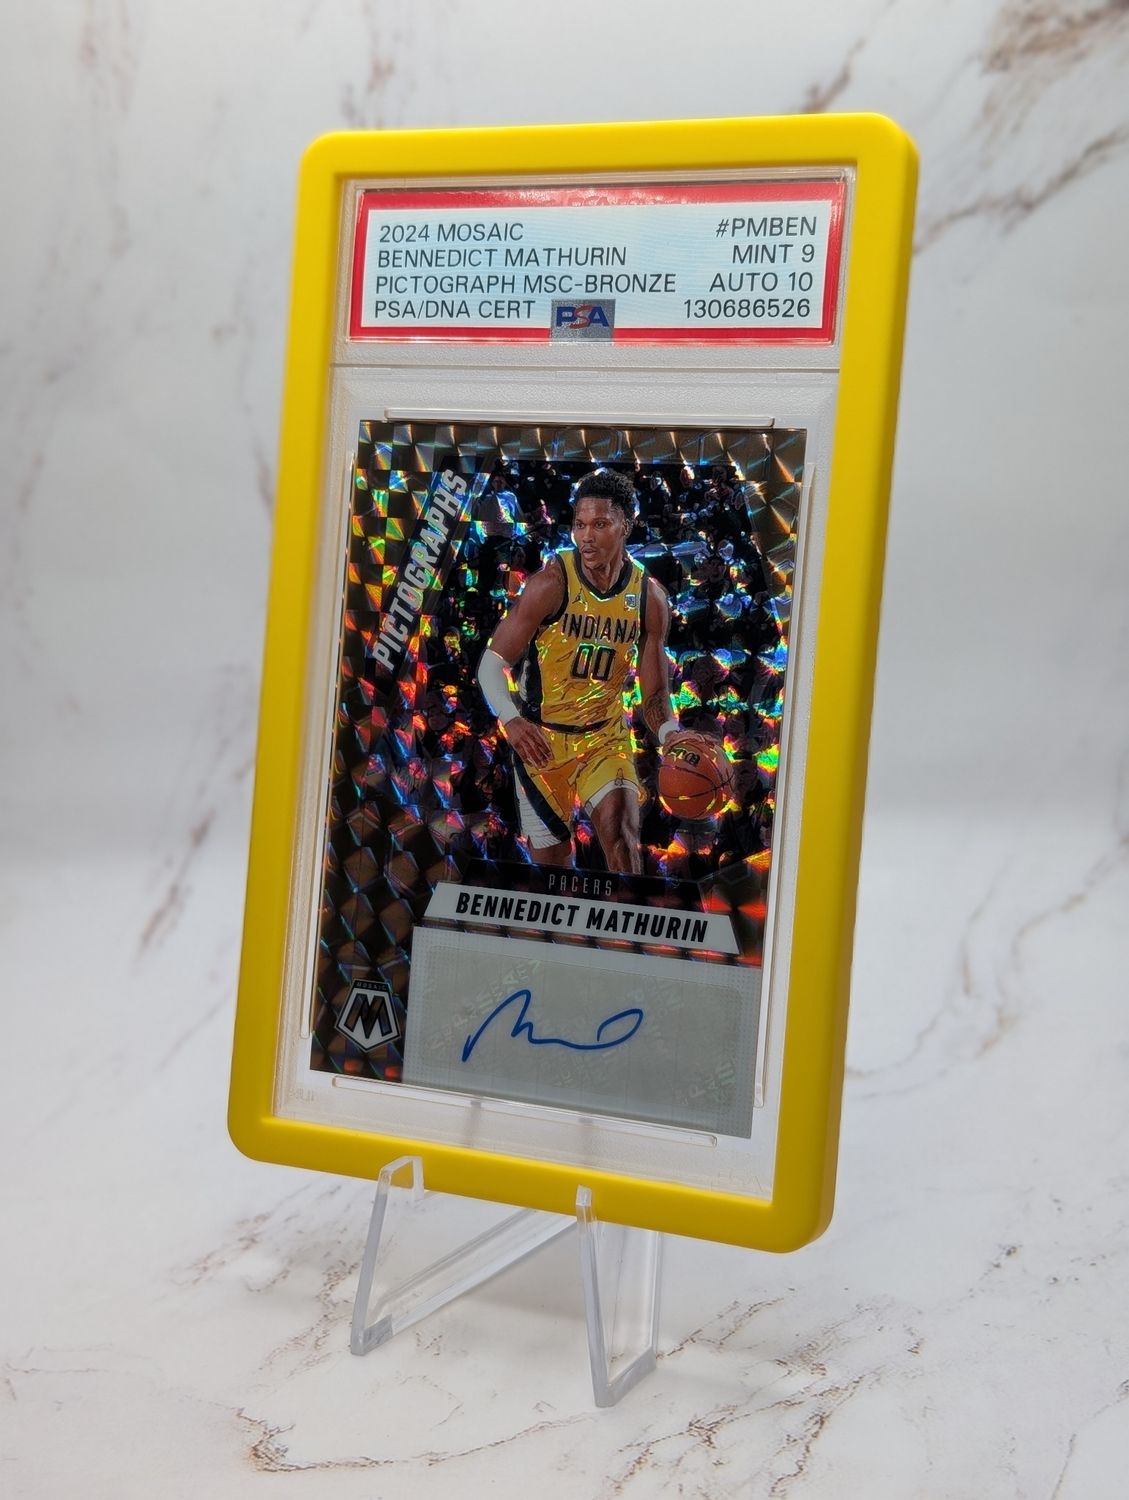 2024 MOSAIC #PMBEN
BENNEDICT MATHURIN MINT 9
PICTOGRAPH MSC-BRONZE AUTO 10
PSA/DNA CERT PSA 130686526
PICTOGRAPHS
INDIANA
00
PACERS
BENNEDICT MATHURIN
MOSAIC
M